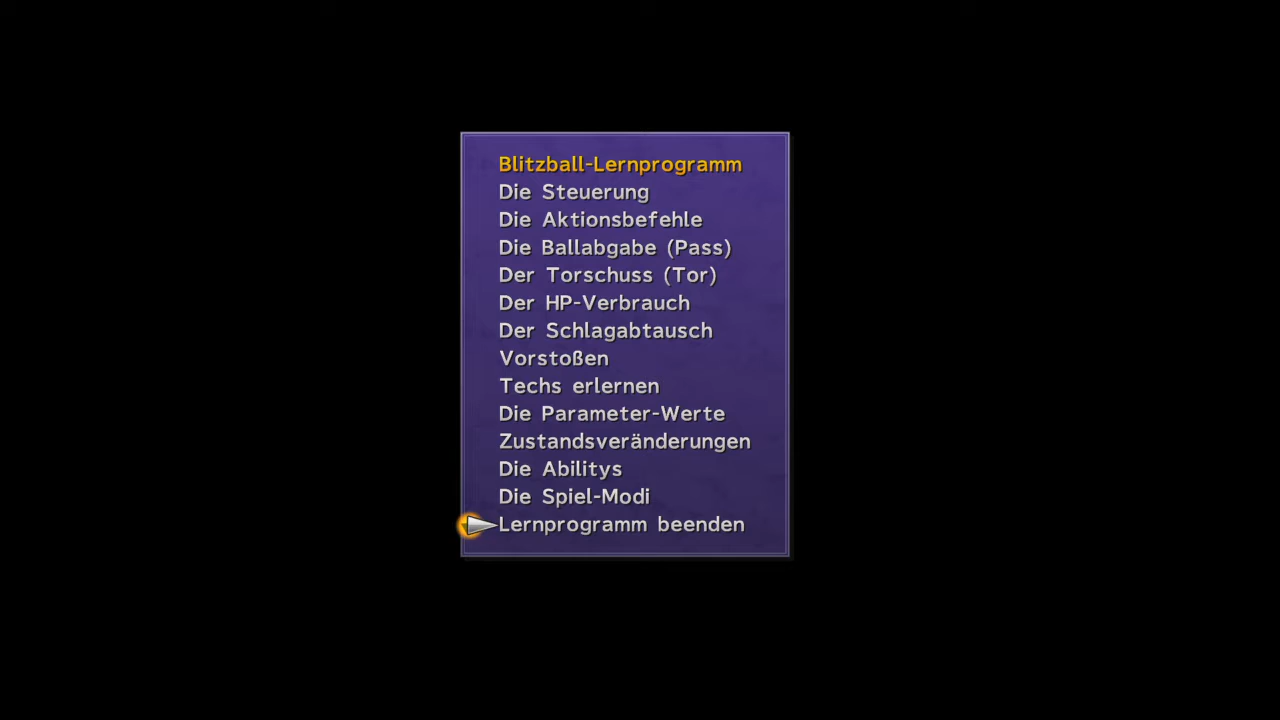 Blitzball-Lernprogramm
Die Steuerung
Die Aktionsbefehle
Die Ballabgabe (Pass)
Der Torschuss (Tor)
Der HP-Verbrauch
Der Schlagabtausch
Vorstoßen
Techs erlernen
Die Parameter-Werte
Zustandsveränderungen
Die Abilitys
Die Spiel-Modi
Lernprogramm beenden